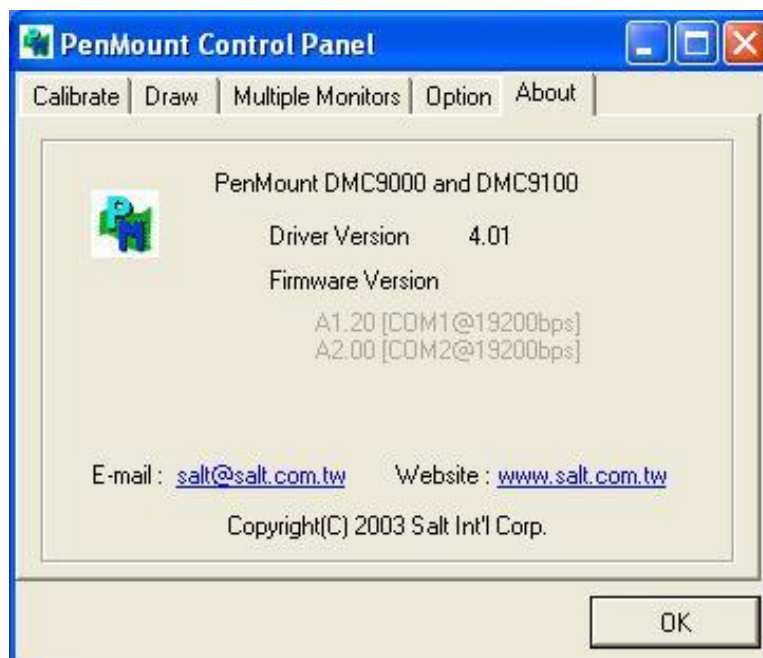 PenMount Control Panel
Calibrate Draw Multiple Monitors Option About
PenMount DMC9000 and DMC9100
PM
Driver Version 4.01
Firmware Version
A1.20 [COM1@19200bps]
A2.00 [COM2@19200bps]
E-mail : salt@salt.com.tw Website : www.salt.com.tw
Copyright(C) 2003 Salt Int'l Corp.
OK